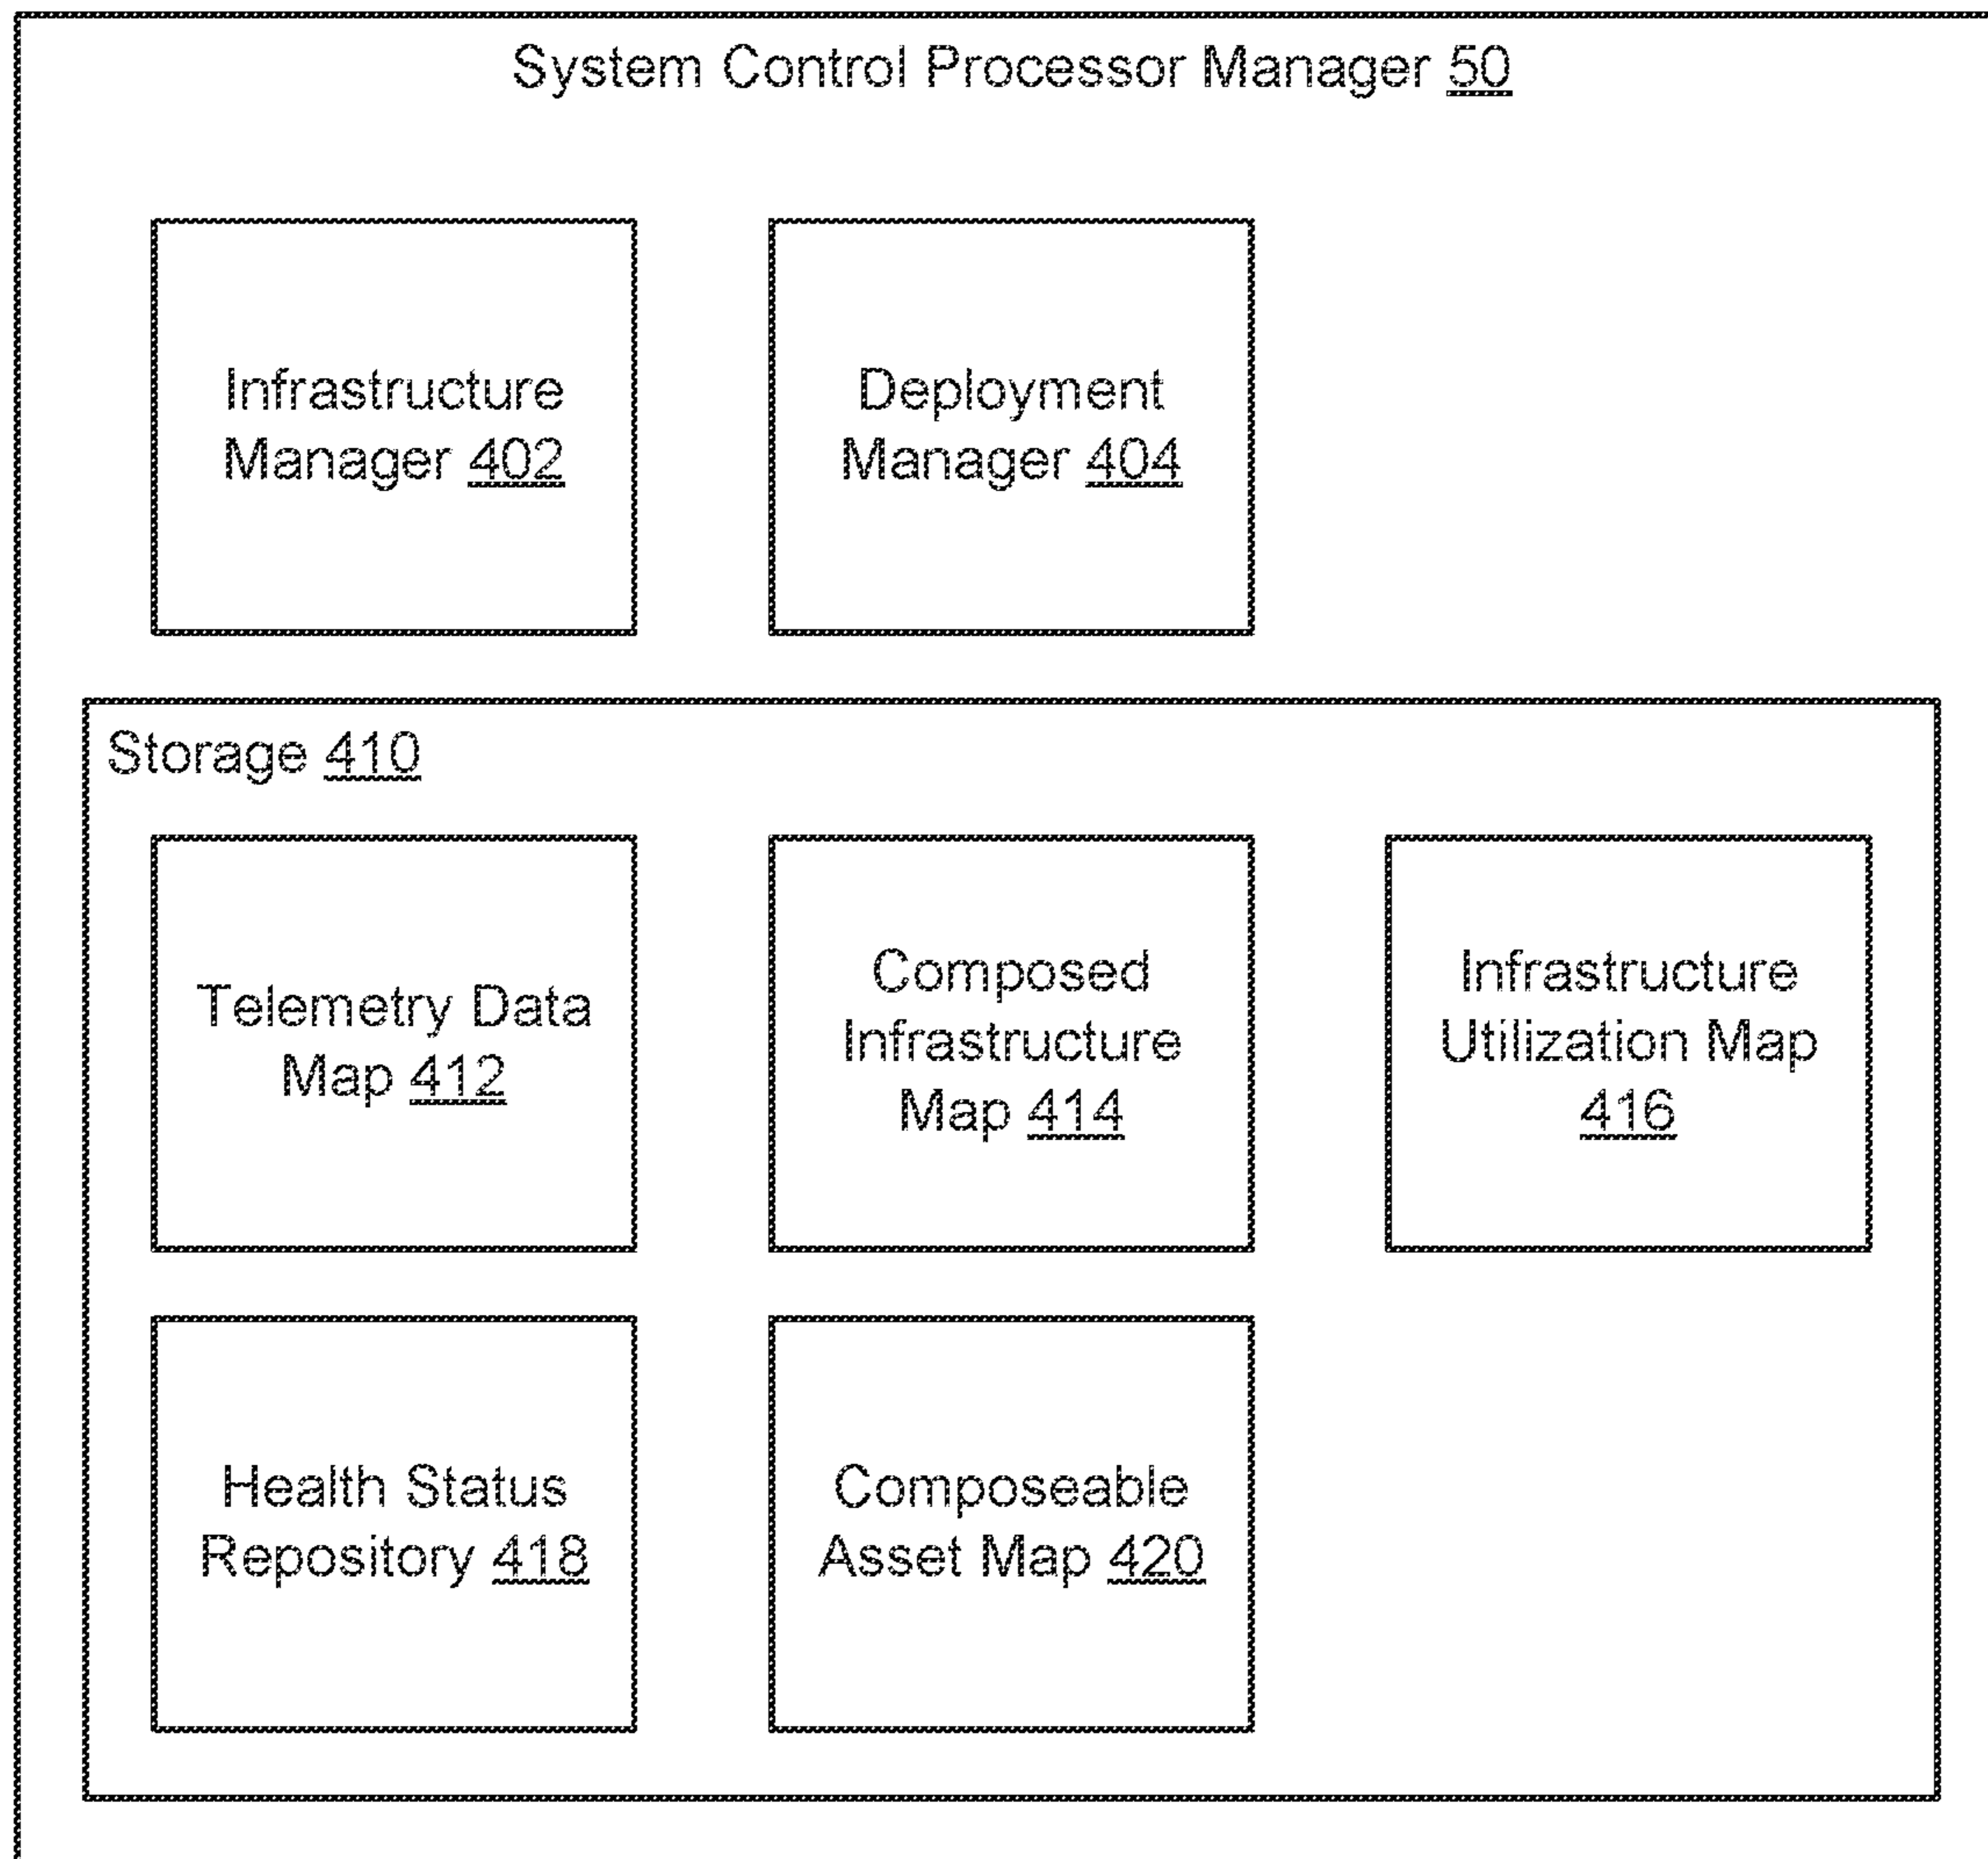 System Control Processor Manager 50
Infrastructure
Manager 402
Deployment
Manager 404
Storage 410
Telemetry Data
Map 412
Composed
Infrastructure
Map 414
Infrastructure
Utilization Map
416
Health Status
Repository 418
Composeable
Asset Map 420